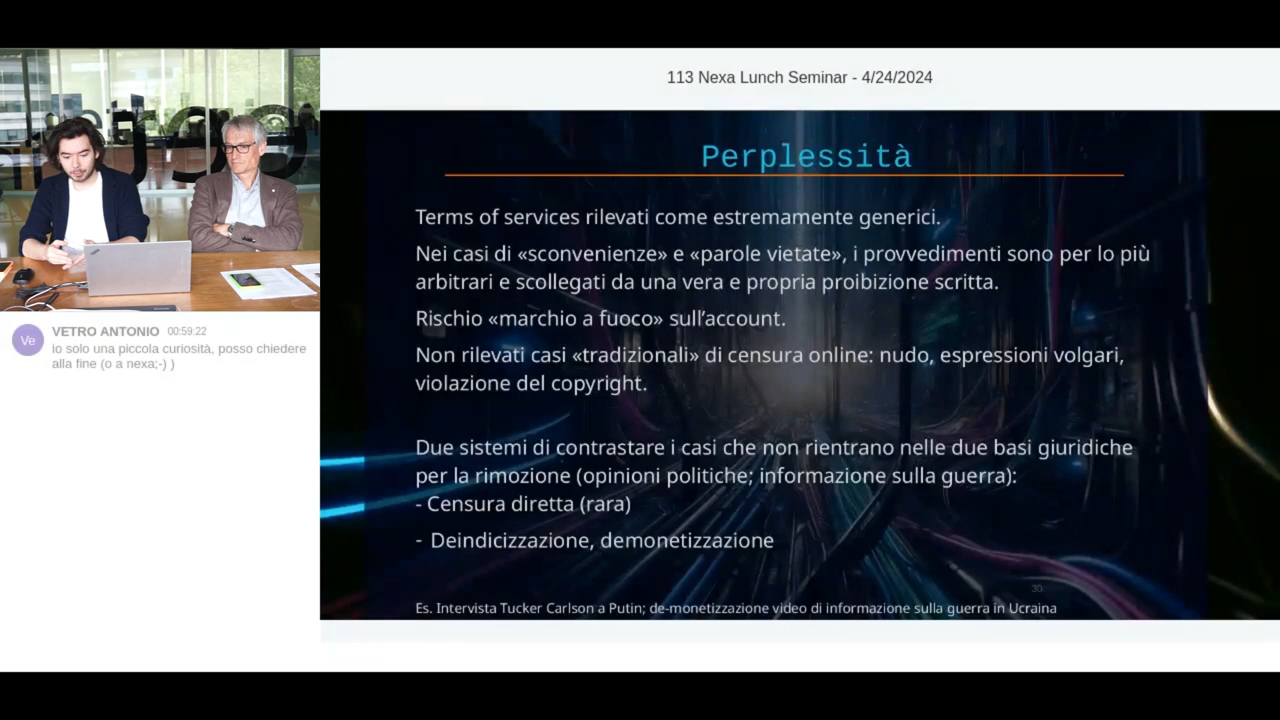 113 Nexa Lunch Seminar - 4/24/2024
Perplessità
Terms of services rilevati come estremamente generici.
Nei casi di «sconvenienze» e «parole vietate», i provvedimenti sono per lo più
arbitrari e scollegati da una vera e propria proibizione scritta.
Rischio «marchio a fuoco» sull'account.
Non rilevati casi «tradizionali» di censura online: nudo, espressioni volgari,
violazione del copyright.
Due sistemi di contrastare i casi che non rientrano nelle due basi giuridiche
per la rimozione (opinioni politiche; informazione sulla guerra):
- Censura diretta (rara)
- Deindicizzazione, demonetizzazione
30
Es. Intervista Tucker Carlson a Putin; de-monetizzazione video di informazione sulla guerra in Ucraina
Ve
VETRO ANTONIO 00:59:22
Io solo una piccola curiosità, posso chiedere
alla fine (o a nexa;-) )